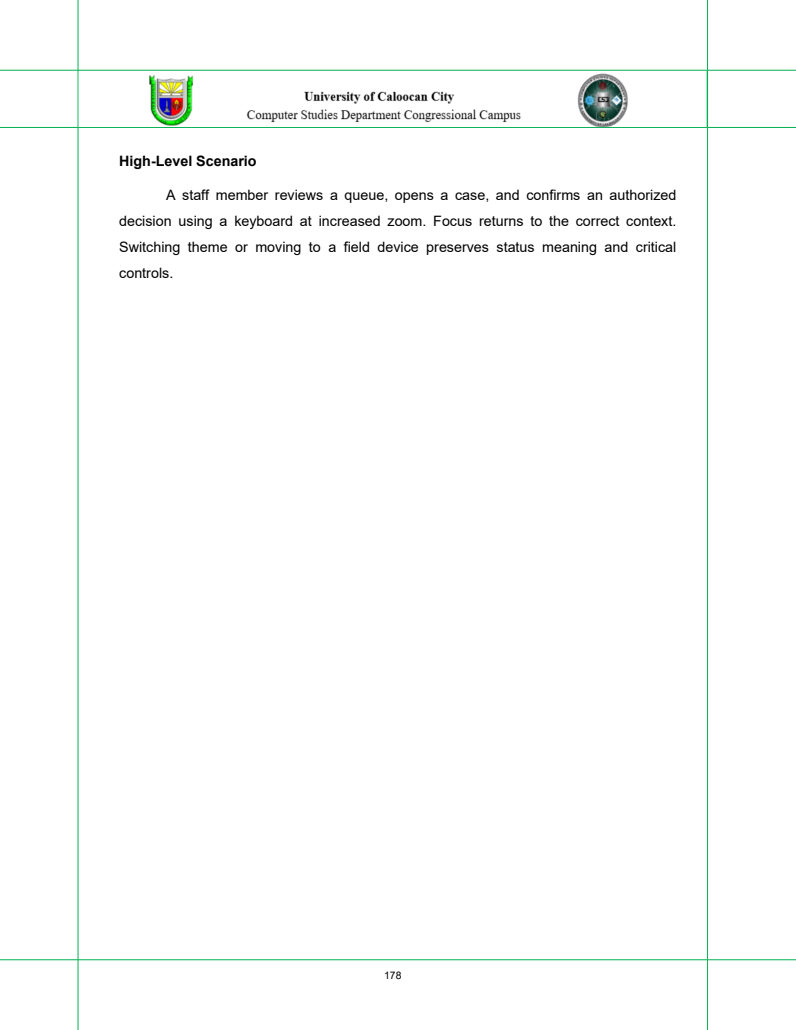 University of Caloocan City
Computer Studies Department Congressional Campus
High-Level Scenario
A staff member reviews a queue, opens a case, and confirms an authorized
decision using a keyboard at increased zoom. Focus returns to the correct context.
Switching theme or moving to a field device preserves status meaning and critical
controls.
178